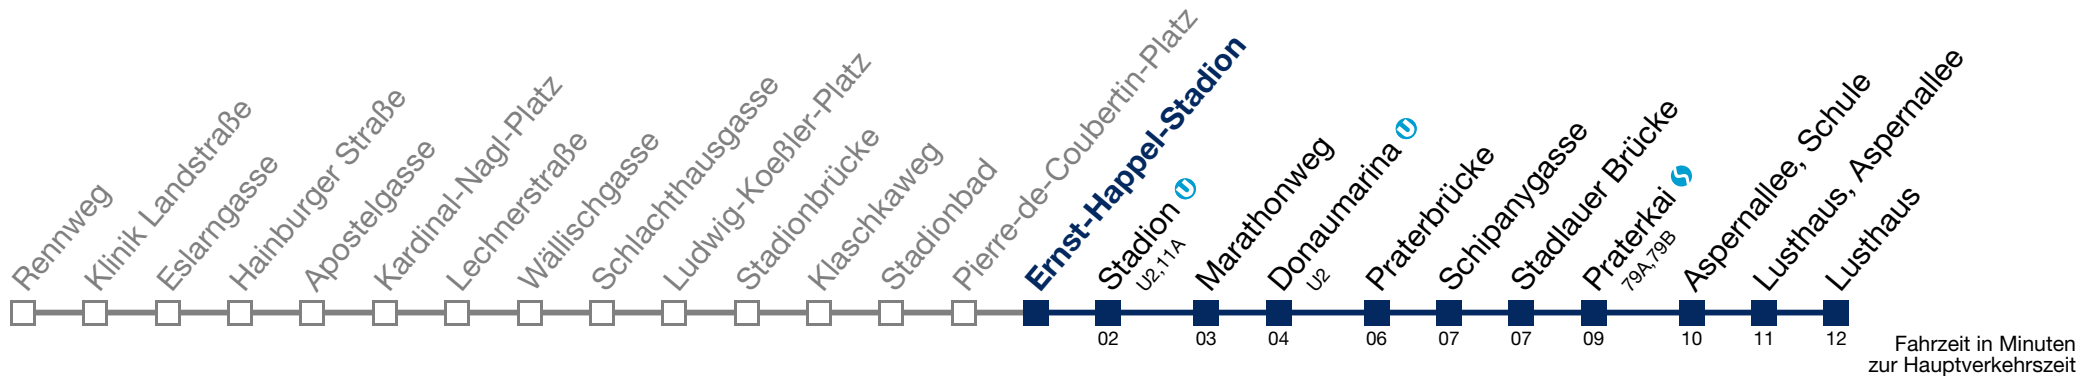 Rennweg
Klinik Landstraße
Eslarngasse
Hainburger Straße
Apostelgasse
Kardinal-Nagl-Platz
Lechnerstraße
Wällischgasse
Schlachthausgasse
Ludwig-Koeßler-Platz
Stadionbrücke
Klaschkaweg
Stadionbad
Pierre-de-Coubertin-Platz
Ernst-Happel-Stadion
Stadion U
U2,11A
Marathonweg
Donaumarina U
U2
Praterbrücke
Schipanygasse
Stadlauer Brücke
Praterkai S
79A,79B
Aspernallee, Schule
Lusthaus, Aspernallee
Lusthaus
02 03 04 06 07 07 09 10 11 12
Fahrzeit in Minuten
zur Hauptverkehrszeit